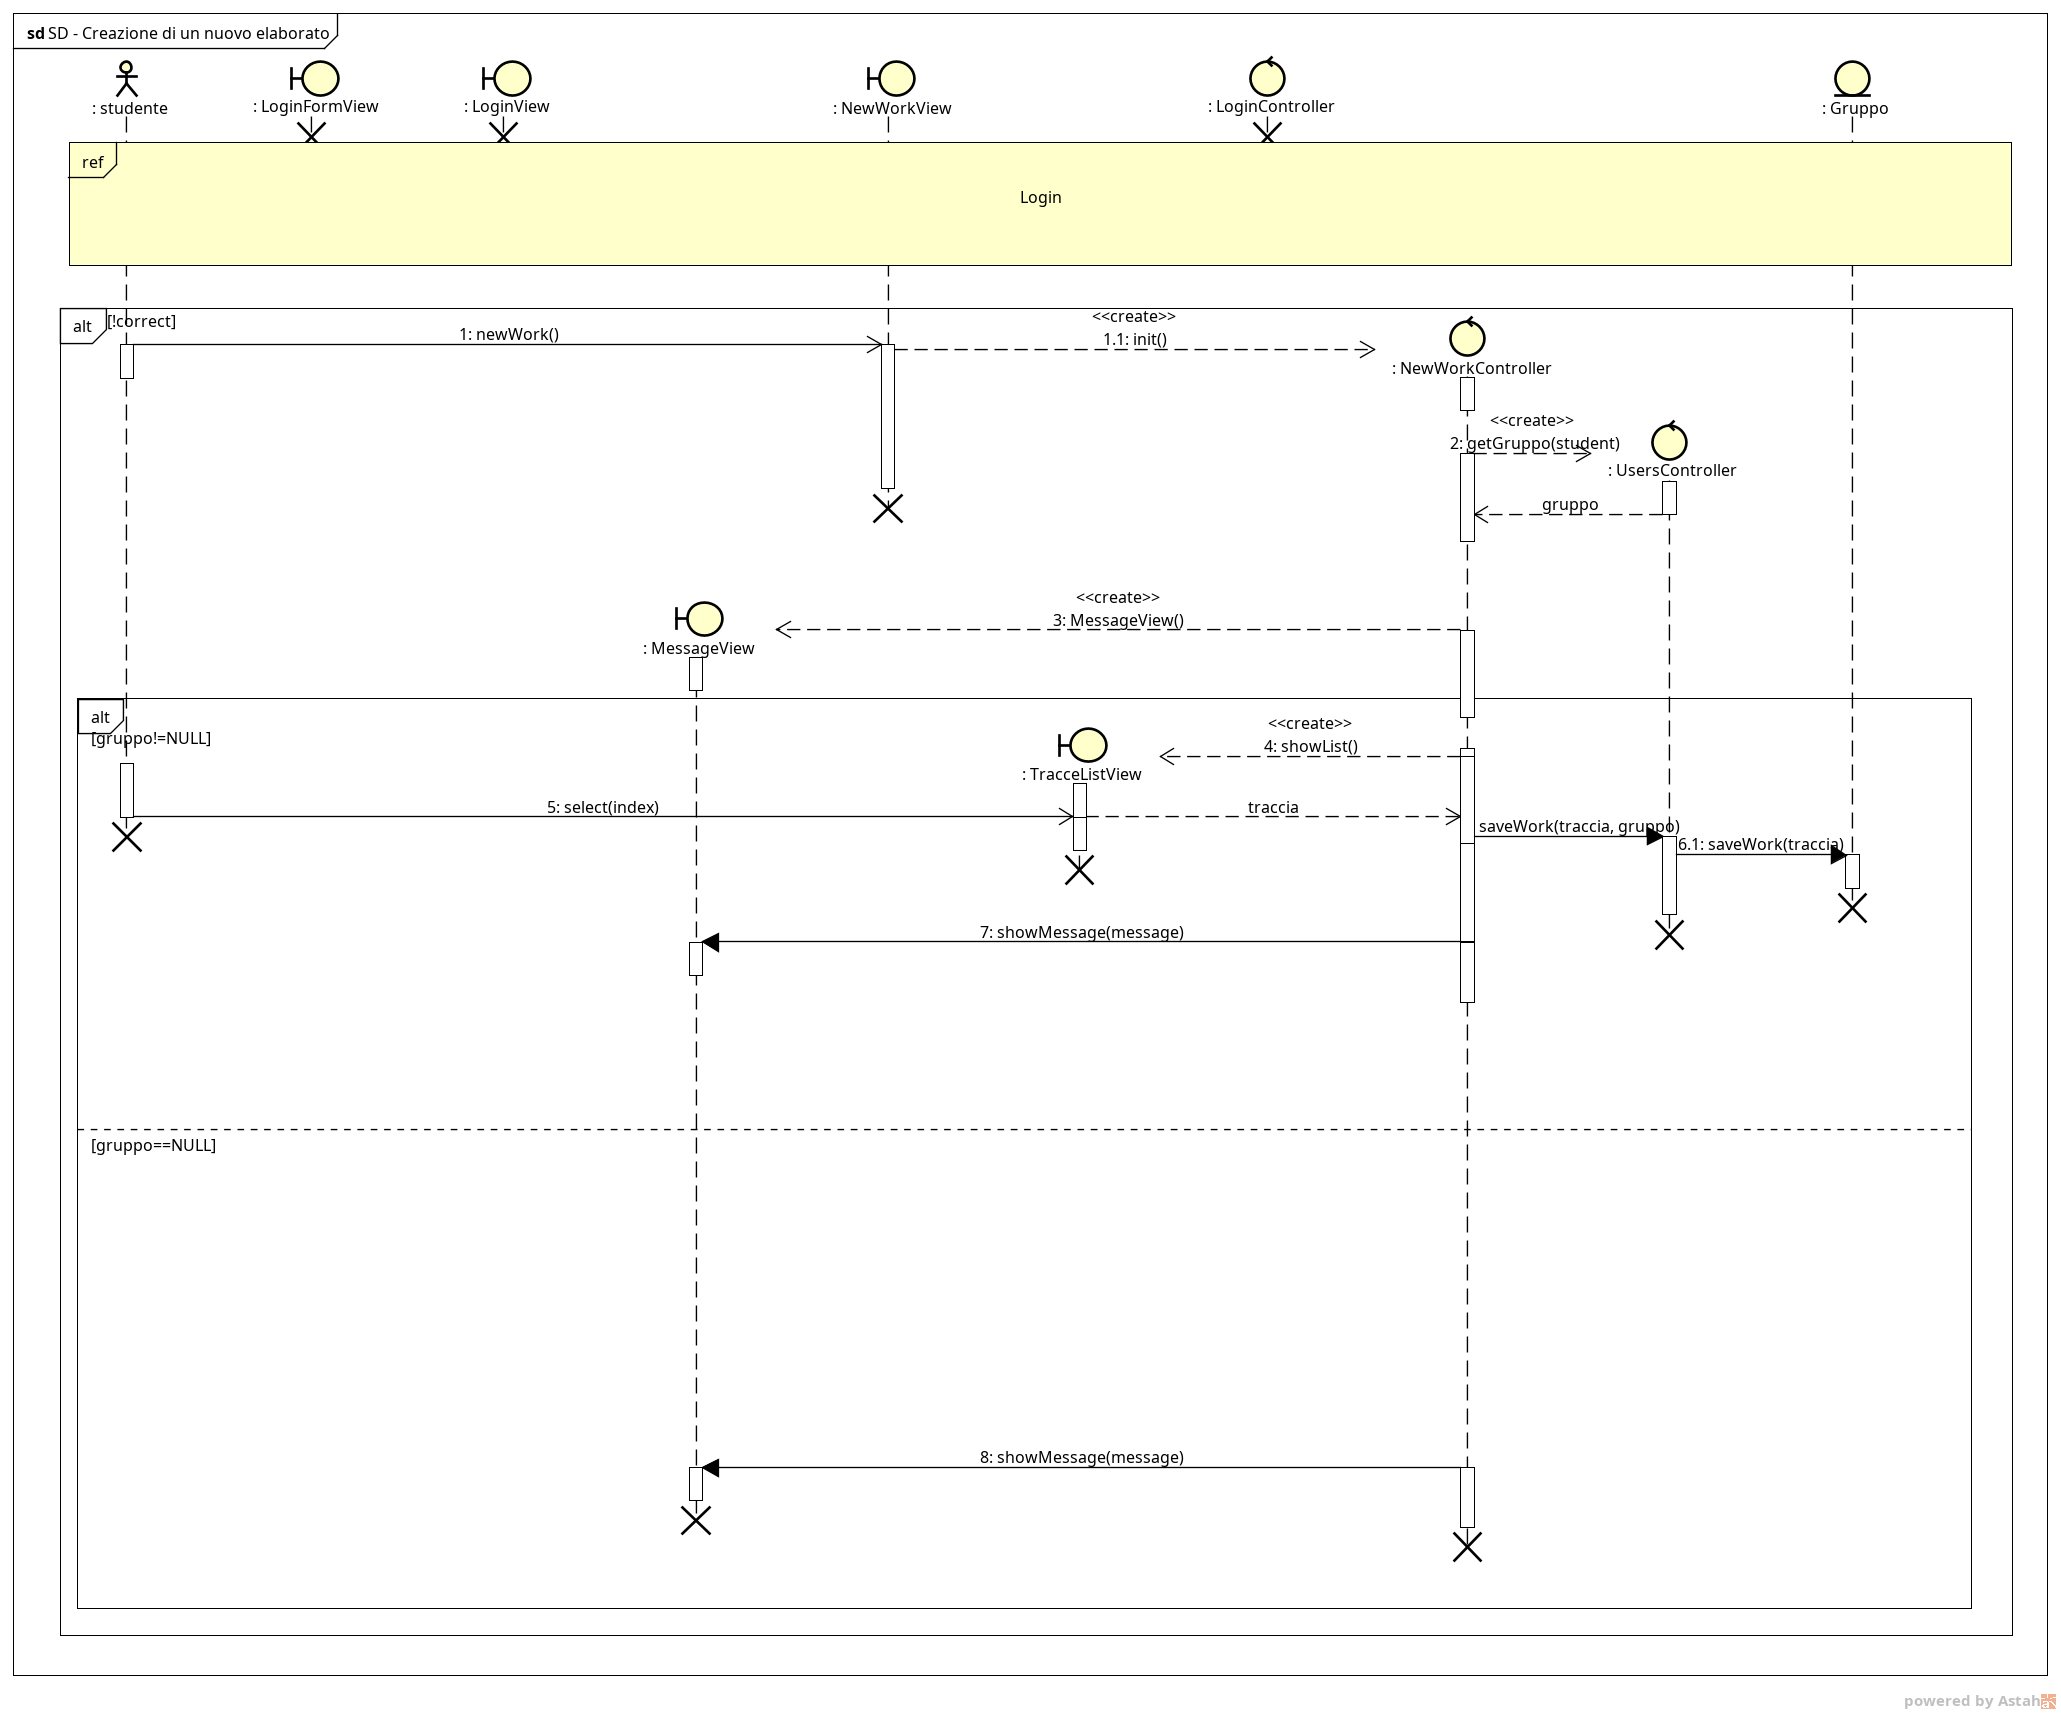 sd SD - Creazione di un nuovo elaborato
: studente
: LoginFormView
: LoginView
: NewWorkView
: LoginController
: Gruppo
ref
Login
alt
[!correct]
1: newWork()
<<create>>
1.1: init()
: NewWorkController
<<create>>
2: getGruppo(student)
: UsersController
gruppo
<<create>>
3: MessageView()
: MessageView
alt
[gruppo!=NULL]
<<create>>
4: showList()
: TracceListView
5: select(index)
traccia
saveWork(traccia, gruppo)
6.1: saveWork(traccia)
7: showMessage(message)
[gruppo==NULL]
8: showMessage(message)
powered by Astah